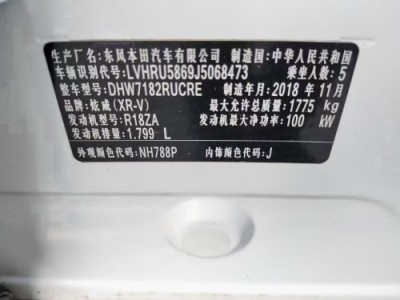 生产厂名:东风本田汽车有限公司 制造国:中华人民共和国
车辆识别代号:LVHRU5869J5068473 乘坐人数:5
整车型号:DHW7182RUCRE 制造年月:2018 年 11月
品牌:炫威(XR-V) 最大允许总质量:1775 kg
发动机型号:R18ZA 发动机最大净功率:100 kW
发动机排量:1.799 L
外观颜色代码:NH788P 内饰颜色代码:J